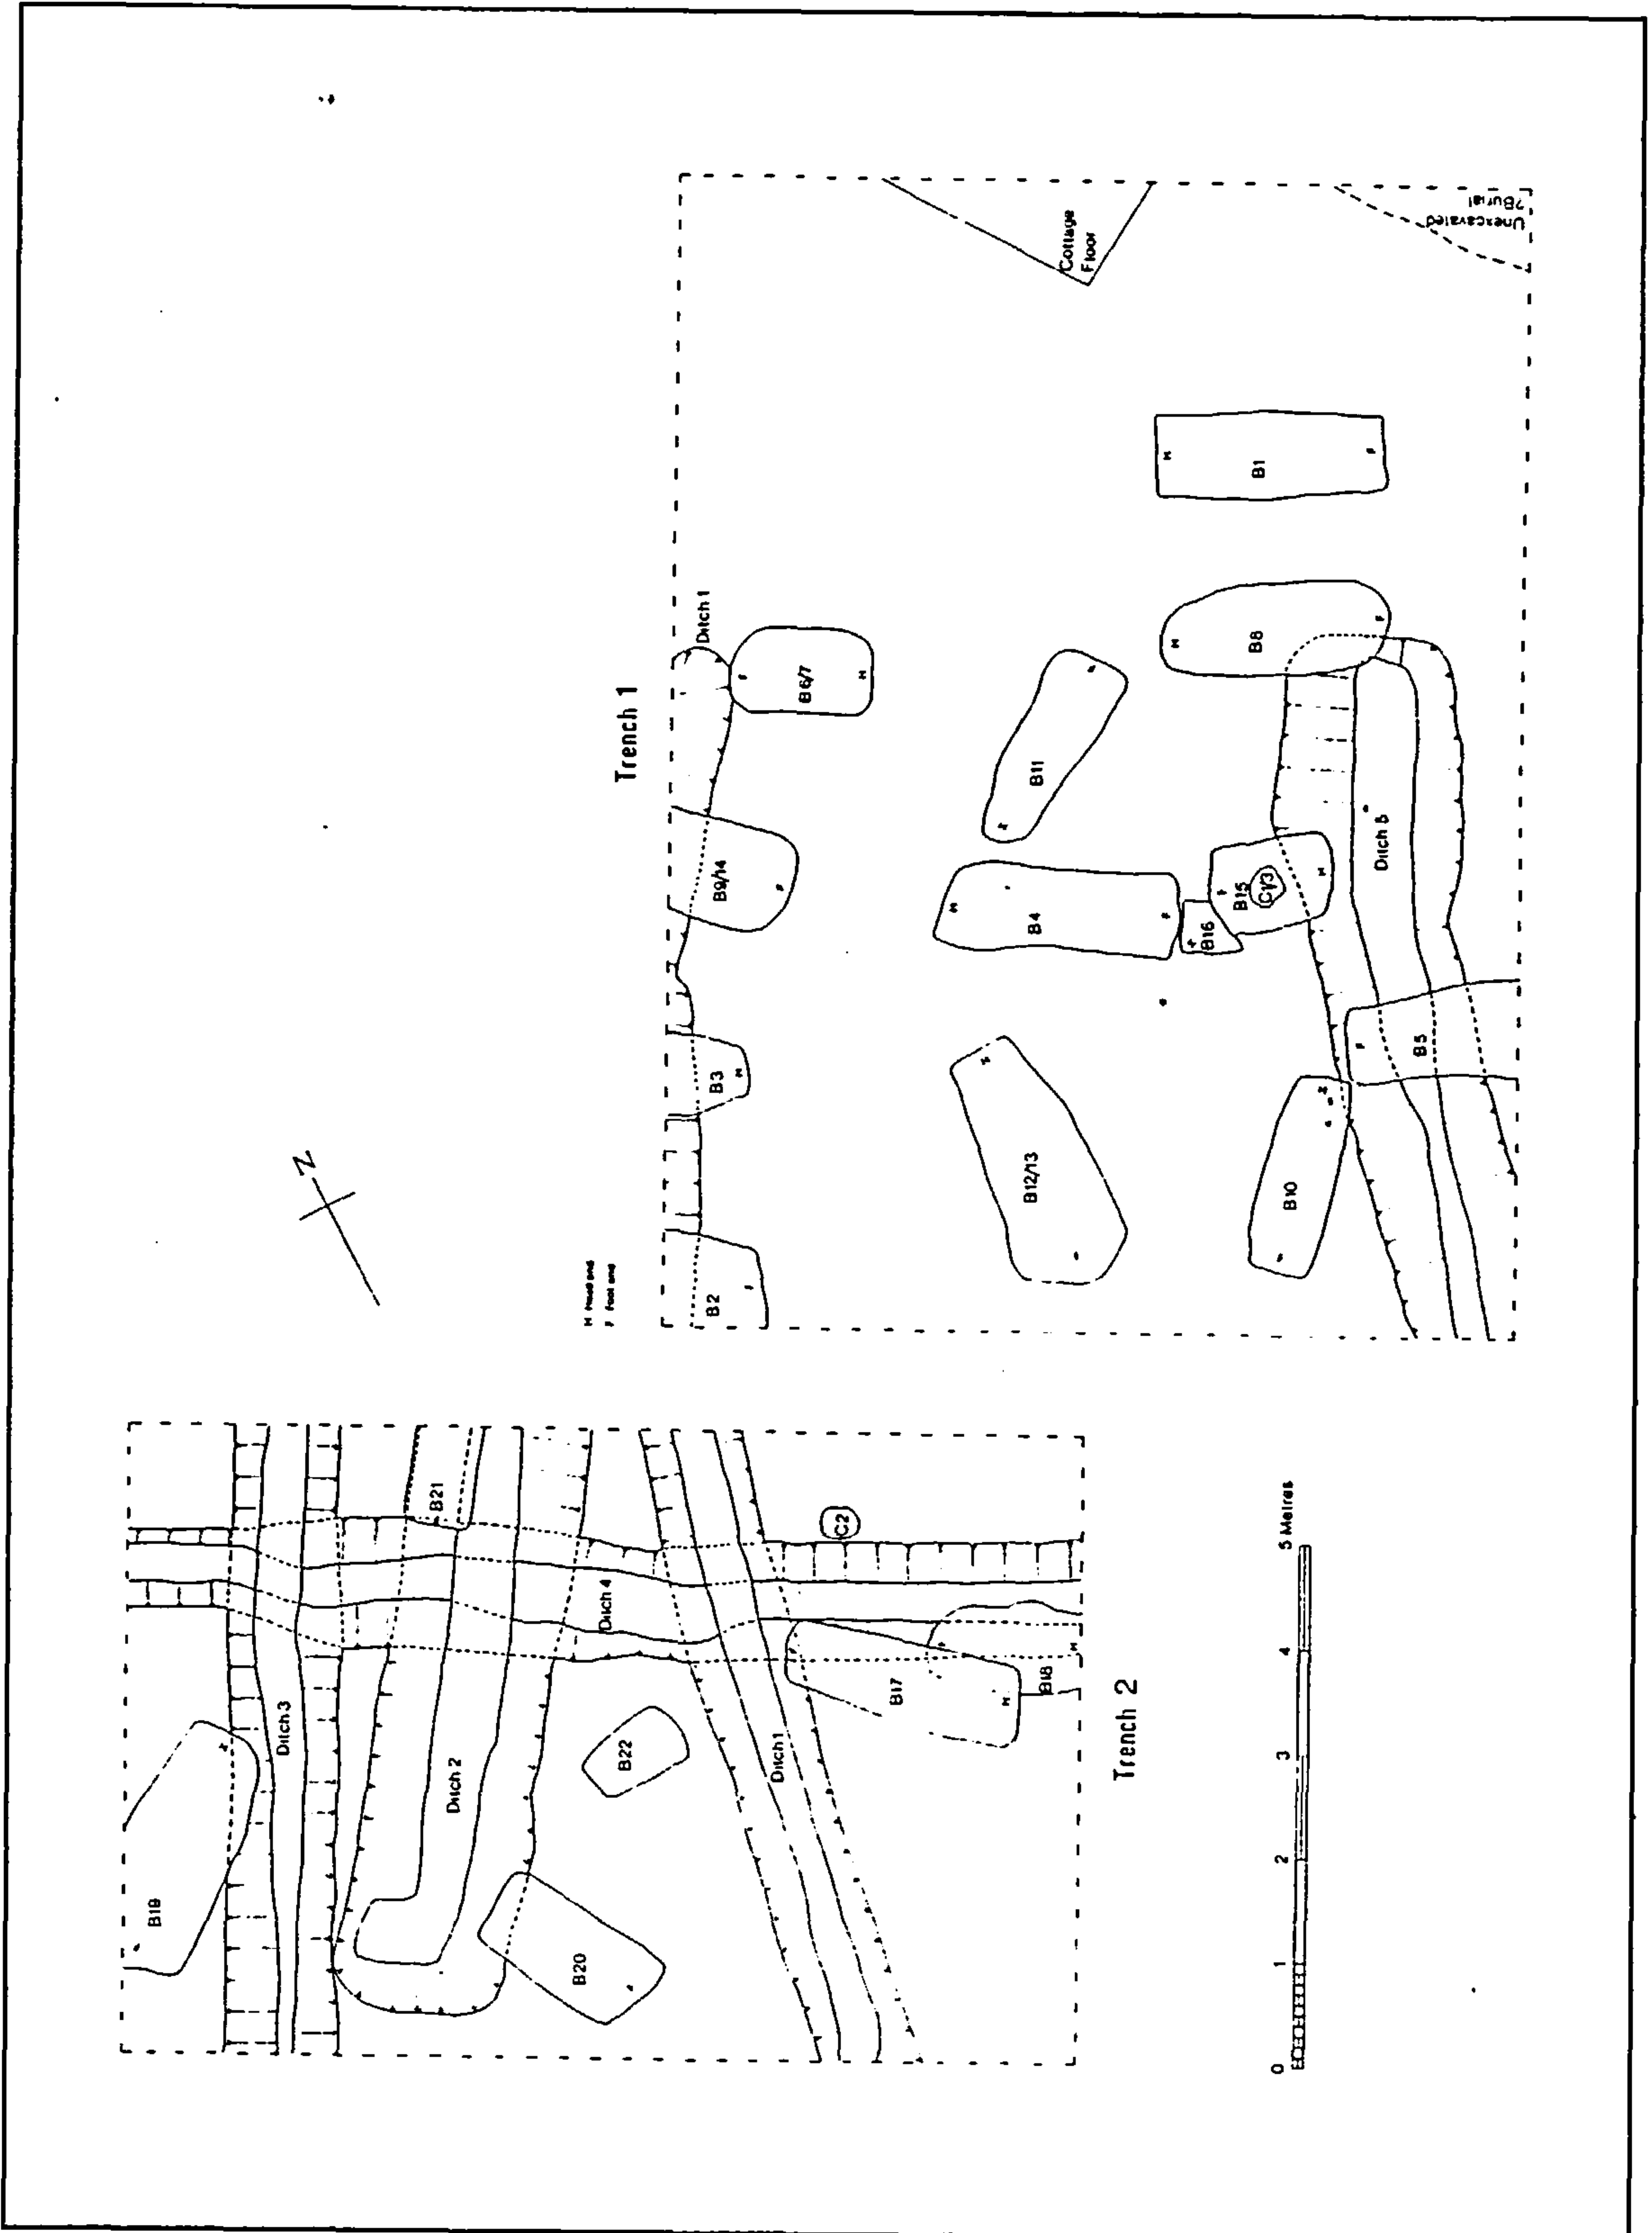 Trench 1
Ditch 1
B6/7
B9/14
B3
B2
B11
B4
B16
B15
C1/3
B12/13
B10
B5
Ditch 5
B8
B1
Cottage
Floor
Unexcavated
?Burial
N
H Head end
F Foot end
Trench 2
B19
Ditch 3
B21
Ditch 2
Ditch 4
B20
B22
Ditch 1
C2
B17
B18
H
H
H
H
H
H
H
F
F
F
F
F
F
0 1 2 3 4 5 Metres